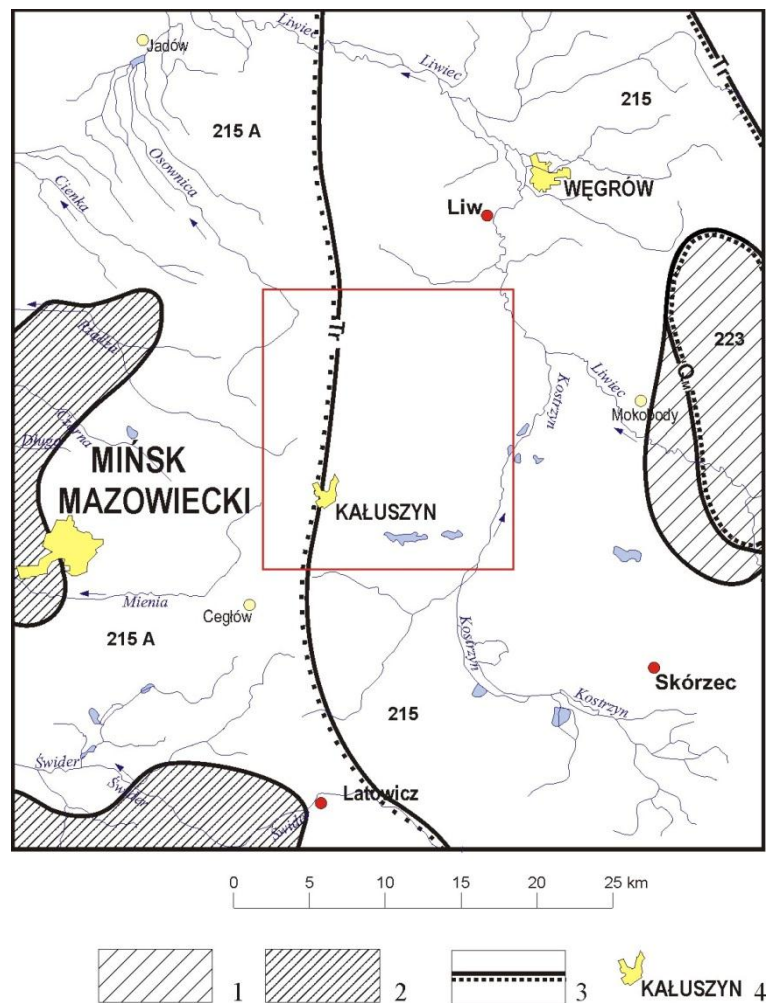 Jadów
Liwiec
Liwiec
Tr
215 A
215
Osownica
WĘGRÓW
Cienka
Liw
Rządza
Tr
223
Q M
Liwiec
Kostrzyn
Mokobody
Czarna
Długa
MIŃSK
MAZOWIECKI
KAŁUSZYN
Mienia
Cegłów
215 A
Kostrzyn
Skórzec
Kostrzyn
215
Świder
Świder
Latowicz
Świder
0 5 10 15 20 25 km
1 2 3 KAŁUSZYN 4